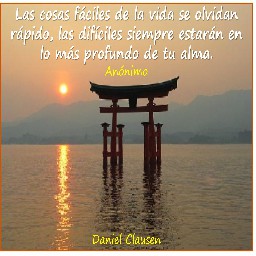 Las cosas fáciles de la vida se olvidan
rápido, las difíciles siempre estarán en
lo más profundo de tu alma.
Anónimo
Daniel Clausen